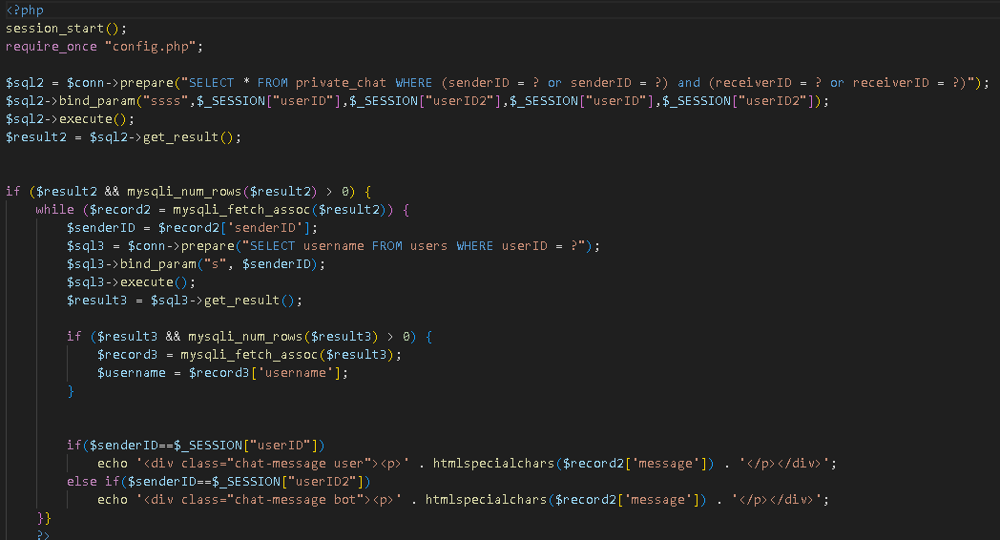 <?php
session_start();
require_once "config.php";
$sql2 = $conn->prepare("SELECT * FROM private_chat WHERE (senderID = ? or senderID = ?) and (receiverID = ? or receiverID = ?)");
$sql2->bind_param("ssss",$_SESSION["userID"],$_SESSION["userID2"],$_SESSION["userID"],$_SESSION["userID2"]);
$sql2->execute();
$result2 = $sql2->get_result();
if ($result2 && mysqli_num_rows($result2) > 0) {
while ($record2 = mysqli_fetch_assoc($result2)) {
$senderID = $record2['senderID'];
$sql3 = $conn->prepare("SELECT username FROM users WHERE userID = ?");
$sql3->bind_param("s", $senderID);
$sql3->execute();
$result3 = $sql3->get_result();
if ($result3 && mysqli_num_rows($result3) > 0) {
$record3 = mysqli_fetch_assoc($result3);
$username = $record3['username'];
}
if($senderID==$_SESSION["userID"])
echo '<div class="chat-message user"><p>' . htmlspecialchars($record2['message']) . '</p></div>';
else if($senderID==$_SESSION["userID2"])
echo '<div class="chat-message bot"><p>' . htmlspecialchars($record2['message']) . '</p></div>';
}}
?>